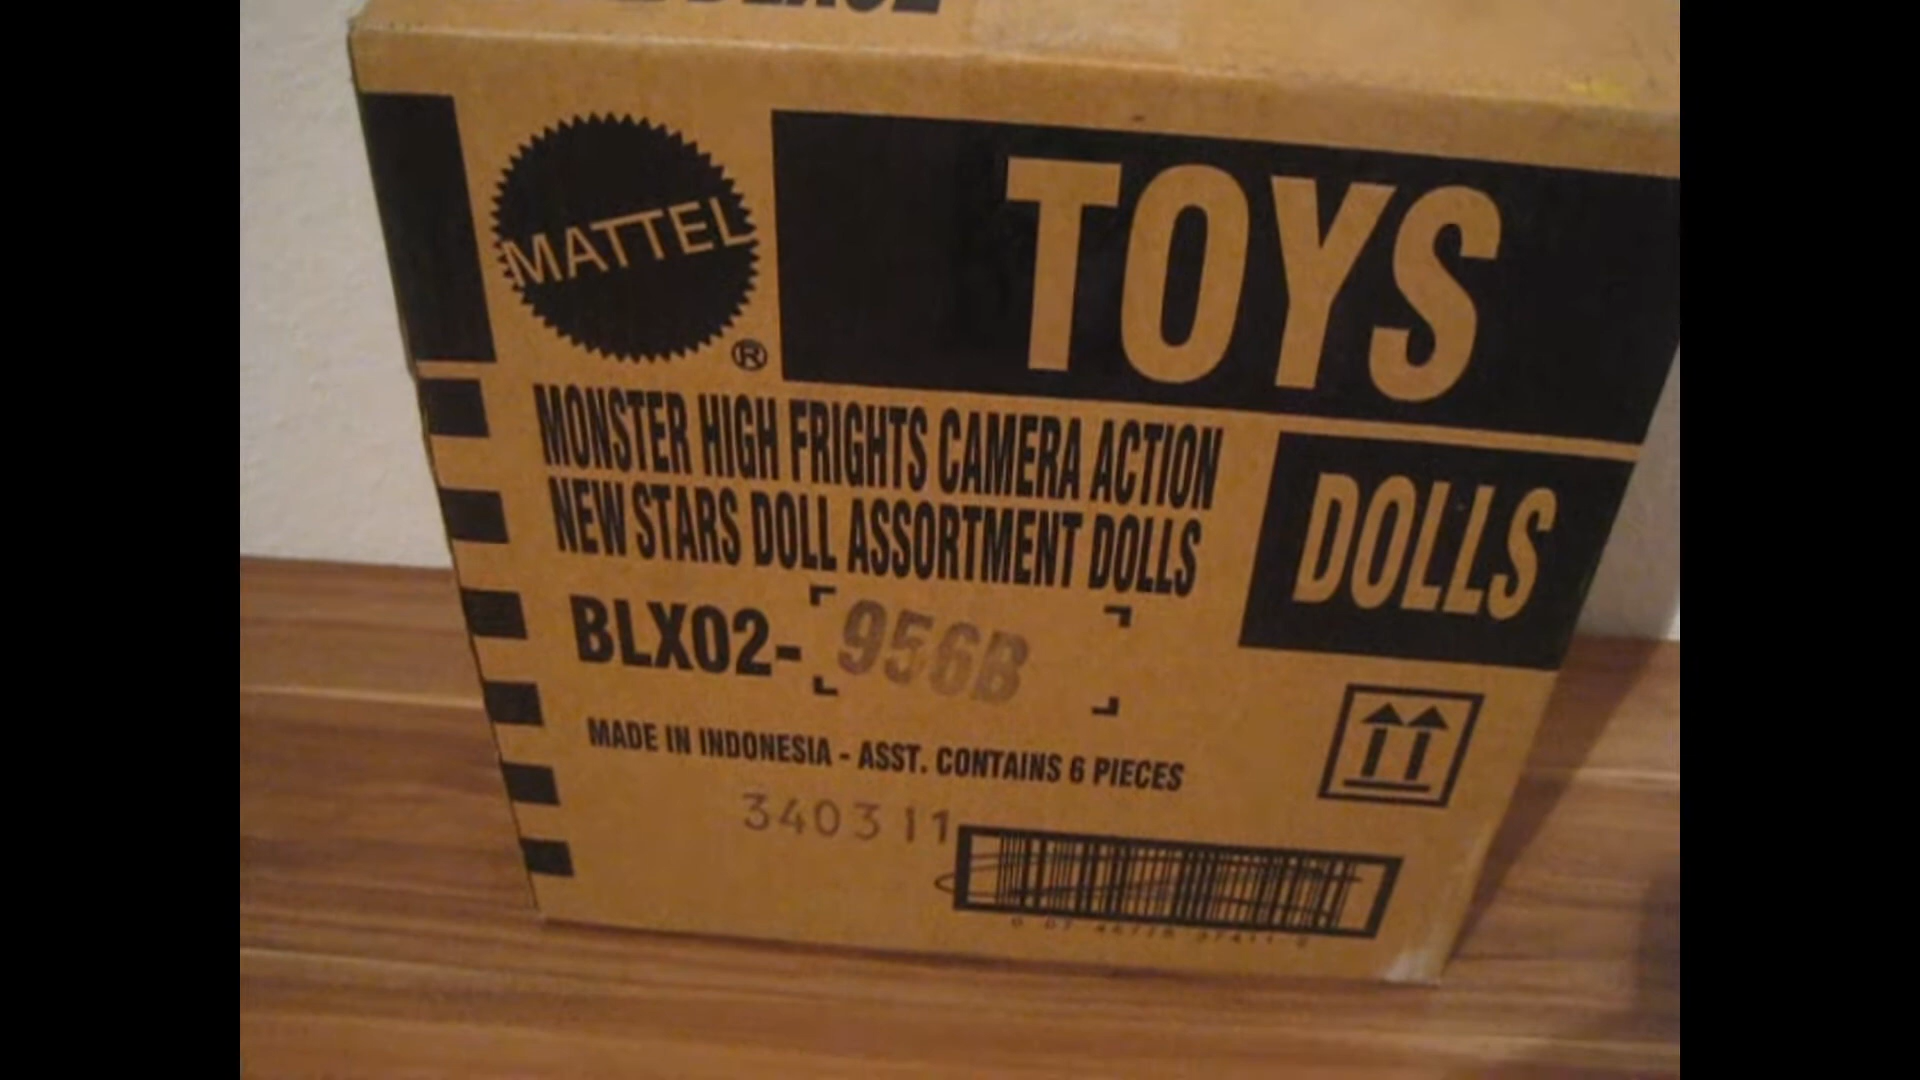 MATTEL
®
TOYS
MONSTER HIGH FRIGHTS CAMERA ACTION
NEW STARS DOLL ASSORTMENT DOLLS
DOLLS
BLX02- 956B
MADE IN INDONESIA - ASST. CONTAINS 6 PIECES
340311